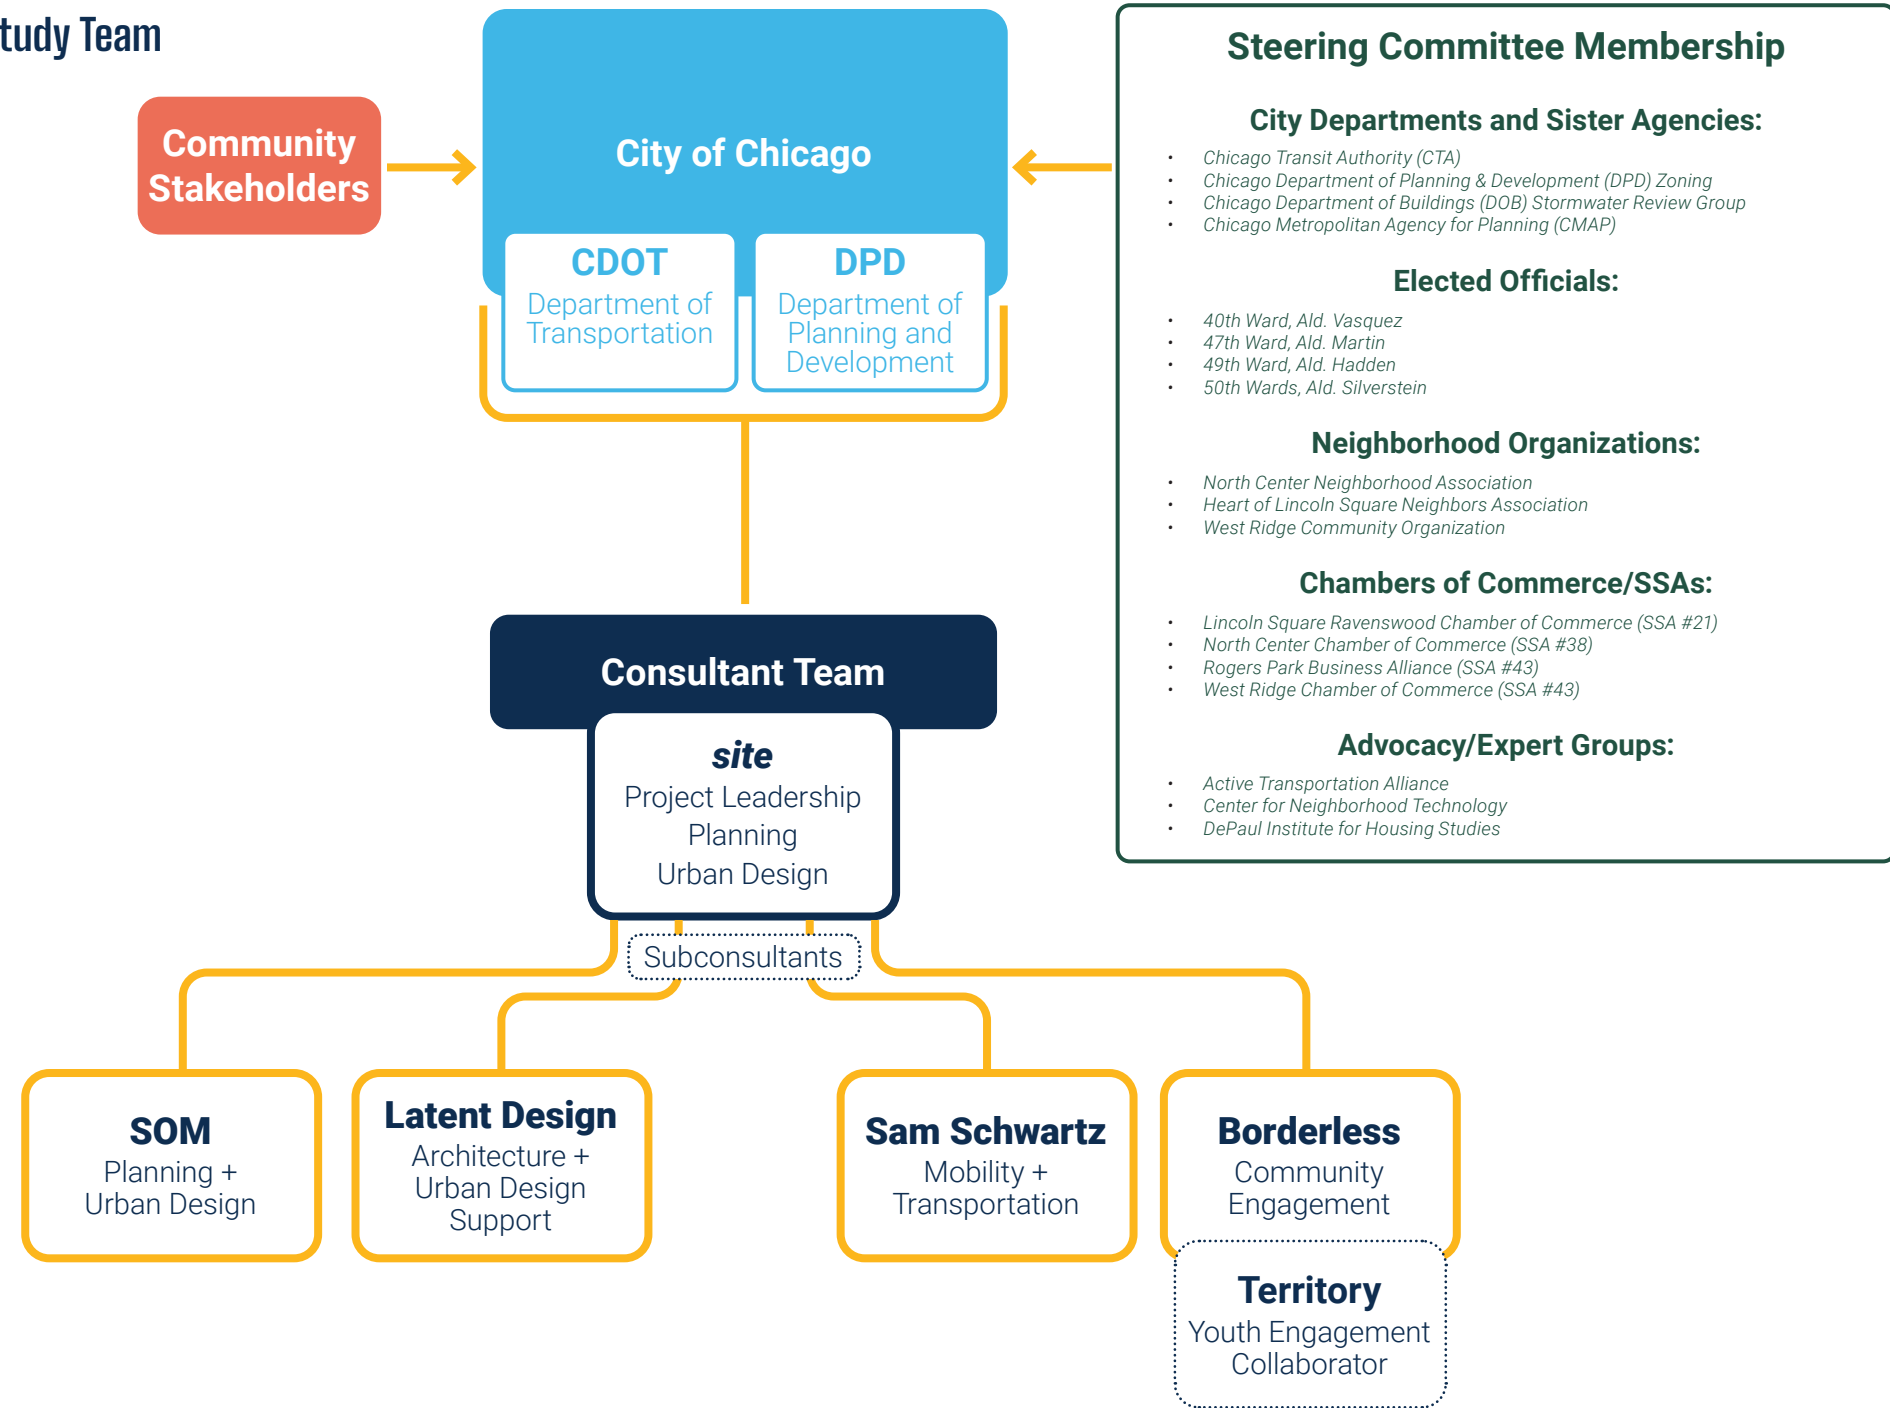 tudy Team
Community
Stakeholders
City of Chicago
CDOT
Department of
Transportation
DPD
Department of
Planning and
Development
Steering Committee Membership
City Departments and Sister Agencies:
• Chicago Transit Authority (CTA)
• Chicago Department of Planning & Development (DPD) Zoning
• Chicago Department of Buildings (DOB) Stormwater Review Group
• Chicago Metropolitan Agency for Planning (CMAP)
Elected Officials:
• 40th Ward, Ald. Vasquez
• 47th Ward, Ald. Martin
• 49th Ward, Ald. Hadden
• 50th Wards, Ald. Silverstein
Neighborhood Organizations:
• North Center Neighborhood Association
• Heart of Lincoln Square Neighbors Association
• West Ridge Community Organization
Chambers of Commerce/SSAs:
• Lincoln Square Ravenswood Chamber of Commerce (SSA #21)
• North Center Chamber of Commerce (SSA #38)
• Rogers Park Business Alliance (SSA #43)
• West Ridge Chamber of Commerce (SSA #43)
Advocacy/Expert Groups:
• Active Transportation Alliance
• Center for Neighborhood Technology
• DePaul Institute for Housing Studies
Consultant Team
site
Project Leadership
Planning
Urban Design
Subconsultants
SOM
Planning +
Urban Design
Latent Design
Architecture +
Urban Design
Support
Sam Schwartz
Mobility +
Transportation
Borderless
Community
Engagement
Territory
Youth Engagement
Collaborator